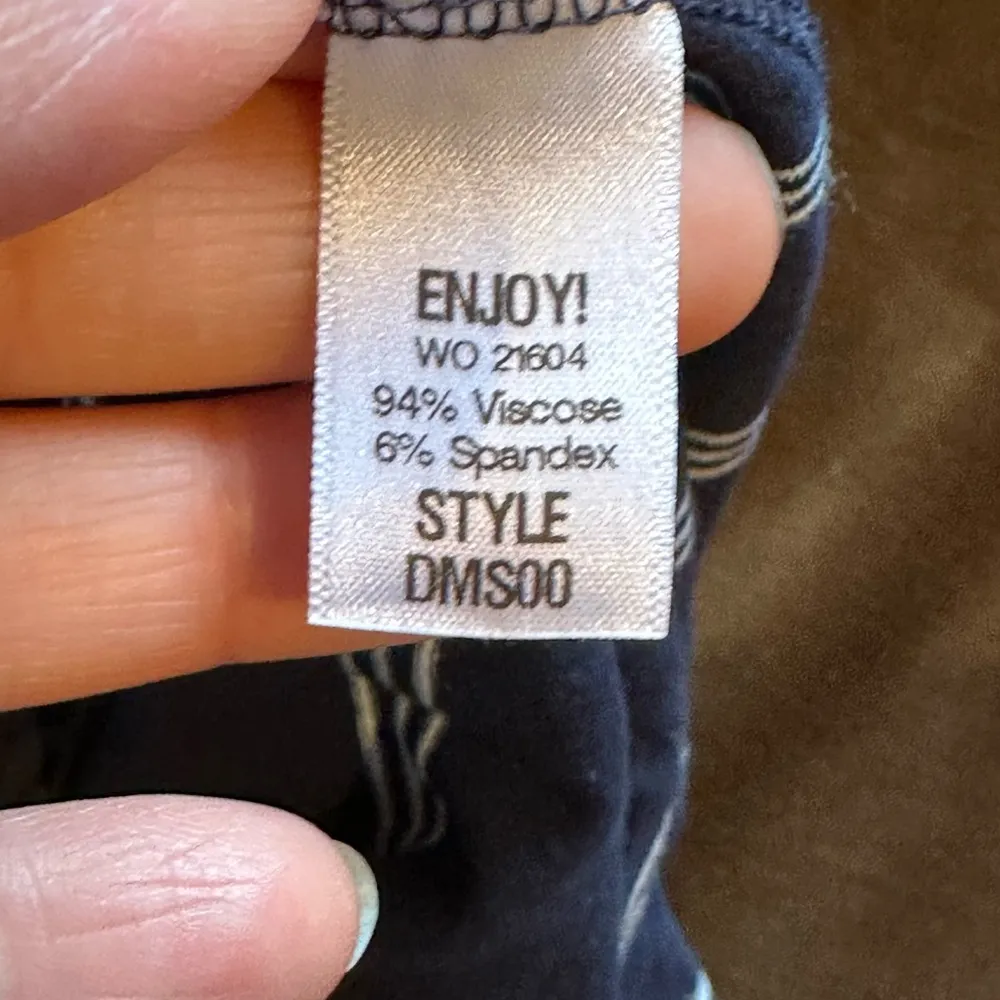 ENJOY!
WO 21604
94% Viscose
6% Spandex
STYLE
DMS00